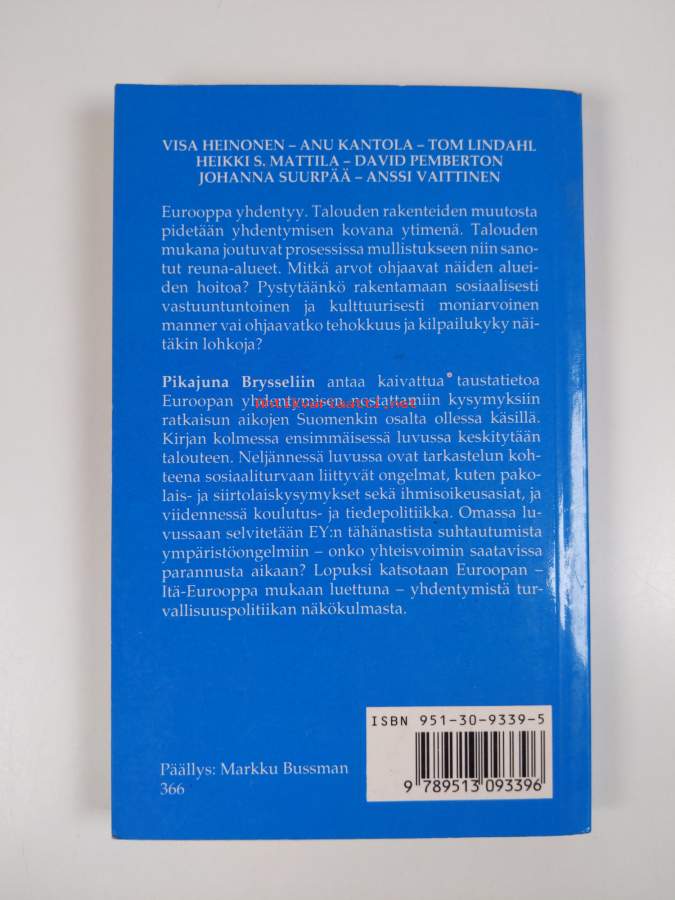 VISA HEINONEN – ANU KANTOLA – TOM LINDAHL
HEIKKI S. MATTILA – DAVID PEMBERTON
JOHANNA SUURPÄÄ – ANSSI VAITTINEN
Eurooppa yhdentyy. Talouden rakenteiden muutosta
pidetään yhdentymisen kovana ytimenä. Talouden
mukana joutuvat prosessissa mullistukseen niin sano-
tut reuna-alueet. Mitkä arvot ohjaavat näiden aluei-
den hoitoa? Pystytäänkö rakentamaan sosiaalisesti
vastuuntuntoinen ja kulttuurisesti moniarvoinen
manner vai ohjaavatko tehokkuus ja kilpailukyky näi-
täkin lohkoja?
Pikajuna Brysseliin antaa kaivattua taustatietoa
Euroopan yhdentymisen nostattamiin kysymyksiin
ratkaisun aikojen Suomenkin osalta ollessa käsillä.
Kirjan kolmessa ensimmäisessä luvussa keskitytään
talouteen. Neljännessä luvussa ovat tarkastelun koh-
teena sosiaaliturvaan liittyvät ongelmat, kuten pako-
lais- ja siirtolaiskysymykset sekä ihmisoikeusasiat, ja
viidennessä koulutus- ja tiedepolitiikka. Omassa lu-
vussaan selvitetään EY:n tähänastista suhtautumista
ympäristöongelmiin – onko yhteisvoimin saatavissa
parannusta aikaan? Lopuksi katsotaan Euroopan –
Itä-Eurooppa mukaan luettuna – yhdentymistä tur-
vallisuuspolitiikan näkökulmasta.
ISBN 951-30-9339-5
9 789513 093396
Päällys: Markku Bussman
366